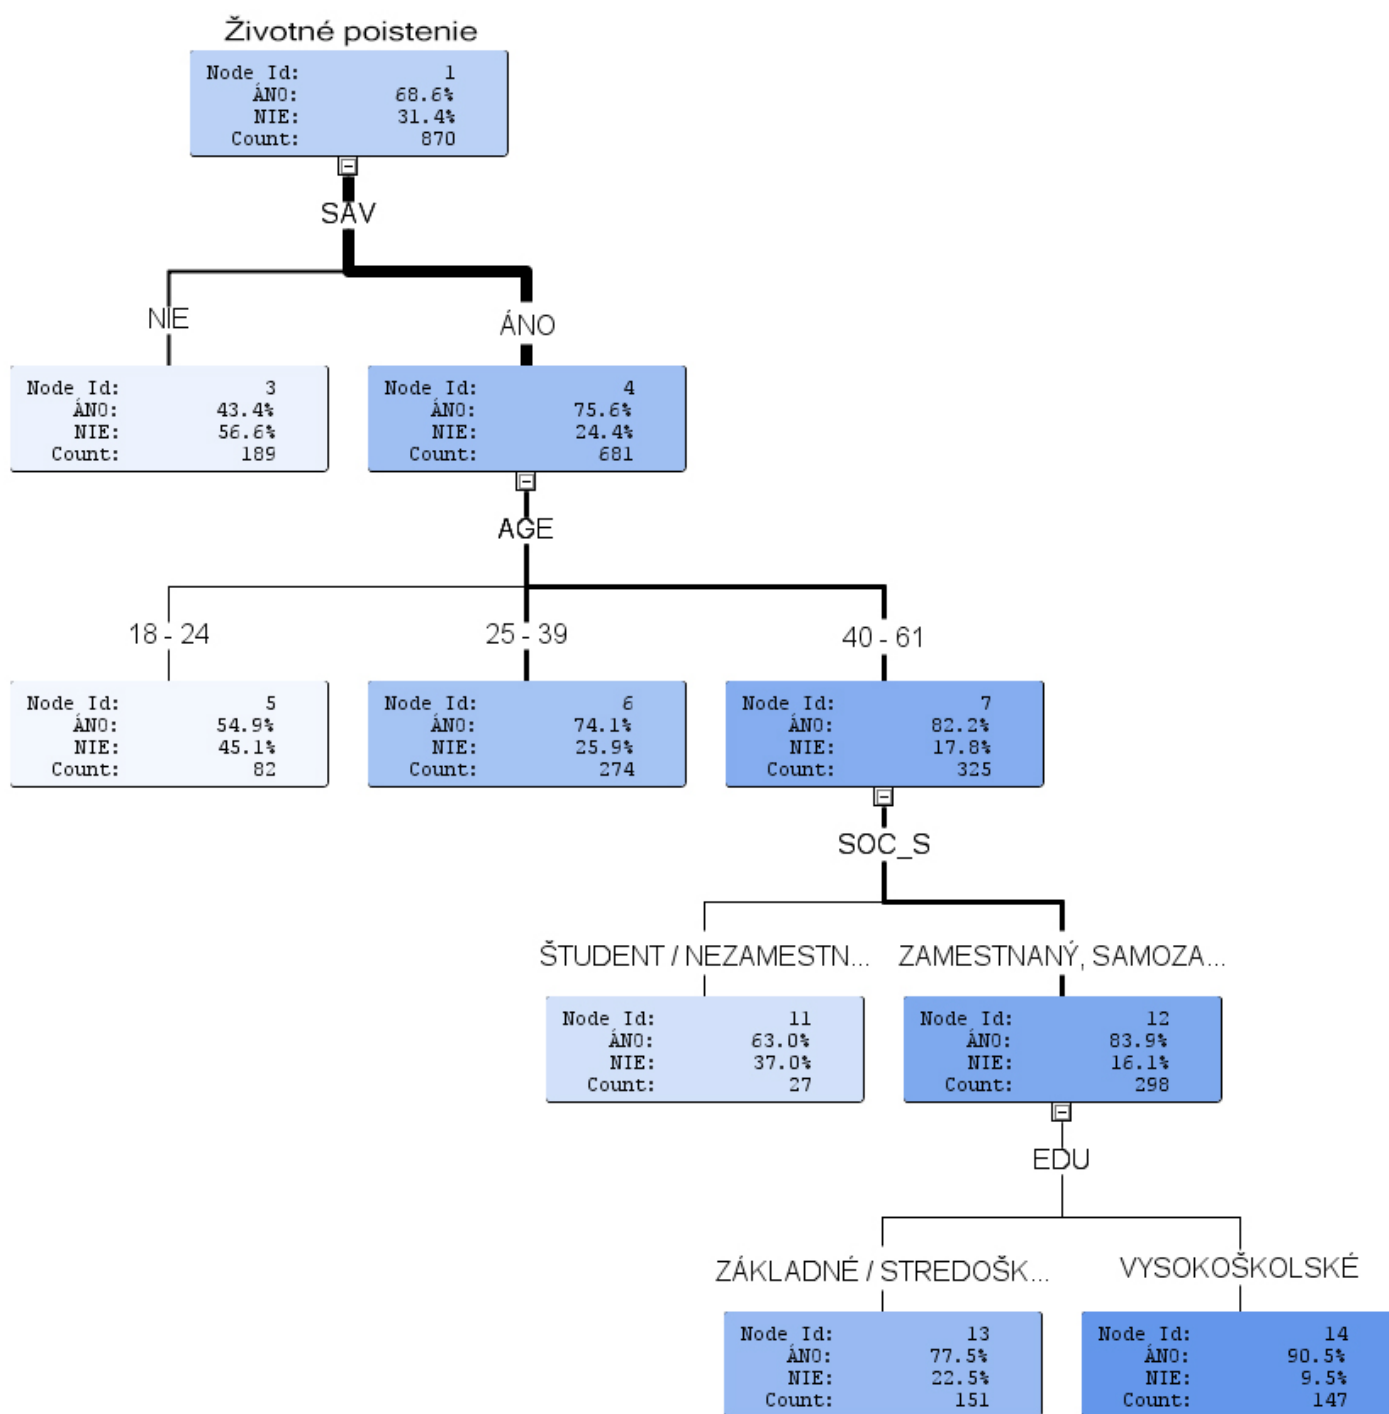 Životné poistenie
Node Id: 1
ÁNO: 68.6%
NIE: 31.4%
Count: 870
SAV
NIE
ÁNO
Node Id: 3
ÁNO: 43.4%
NIE: 56.6%
Count: 189
Node Id: 4
ÁNO: 75.6%
NIE: 24.4%
Count: 681
AGE
18 - 24
25 - 39
40 - 61
Node Id: 5
ÁNO: 54.9%
NIE: 45.1%
Count: 82
Node Id: 6
ÁNO: 74.1%
NIE: 25.9%
Count: 274
Node Id: 7
ÁNO: 82.2%
NIE: 17.8%
Count: 325
SOC_S
ŠTUDENT / NEZAMESTN...
ZAMESTNANÝ, SAMOZA...
Node Id: 11
ÁNO: 63.0%
NIE: 37.0%
Count: 27
Node Id: 12
ÁNO: 83.9%
NIE: 16.1%
Count: 298
EDU
ZÁKLADNÉ / STREDOŠK...
VYSOKOŠKOLSKÉ
Node Id: 13
ÁNO: 77.5%
NIE: 22.5%
Count: 151
Node Id: 14
ÁNO: 90.5%
NIE: 9.5%
Count: 147